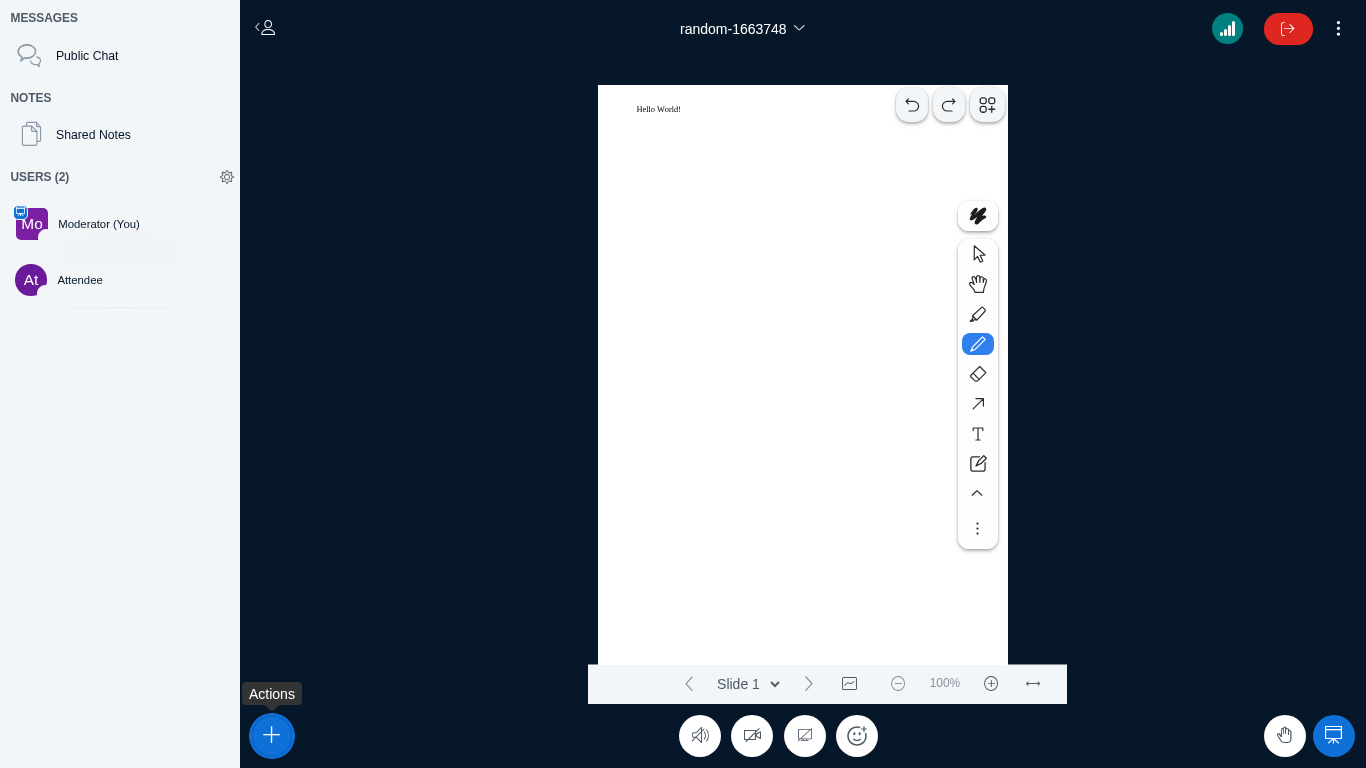 MESSAGES
Public Chat
NOTES
Shared Notes
USERS (2)
Mo
Moderator (You)
At
Attendee
random-1663748
Hello World!
Slide 1
100%
Actions